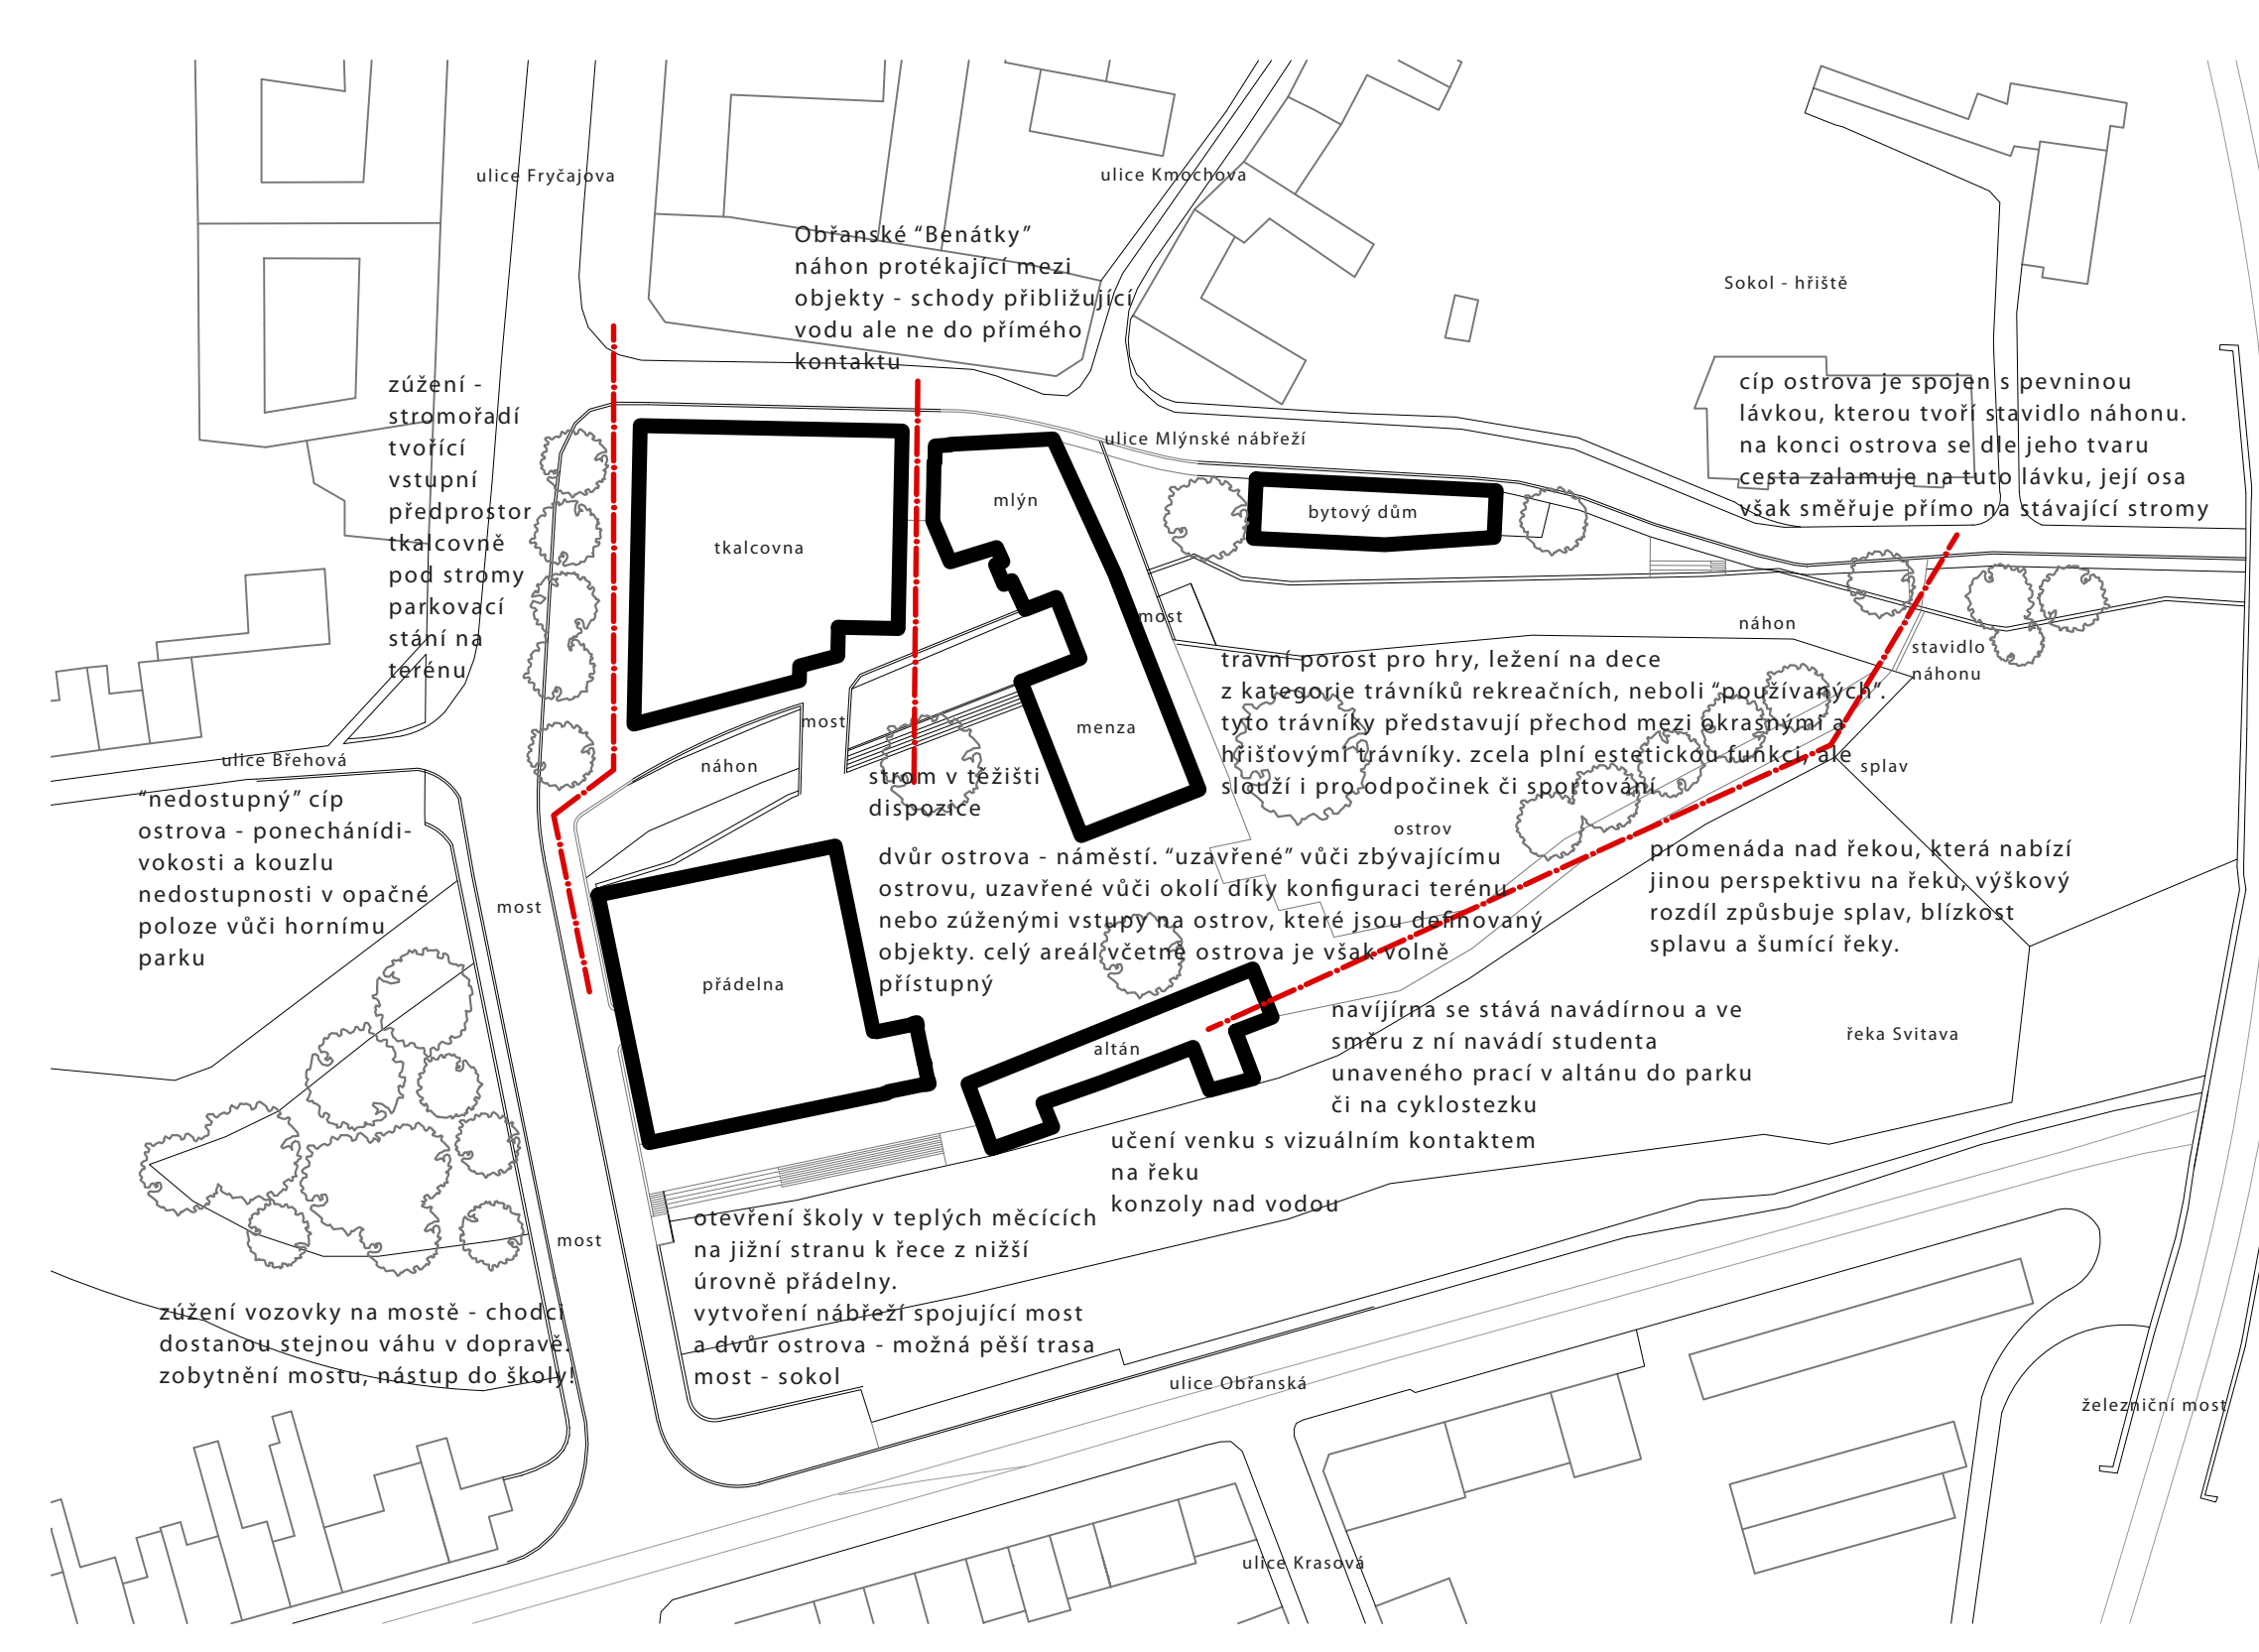 ulice Fryčajova
ulice Kmochova
Obřanské “Benátky”
náhon protékající mezi
objekty - schody přibližující
vodu ale ne do přímého
kontaktu
Sokol - hřiště
zúžení -
stromořadí
tvořící
vstupní
předprostor
tkalcovně
pod stromy
parkovací
stání na
terénu
cíp ostrova je spojen s pevninou
lávkou, kterou tvoří stavidlo náhonu.
na konci ostrova se dle jeho tvaru
cesta zalamuje na tuto lávku, její osa
však směřuje přímo na stávající stromy
ulice Mlýnské nábřeží
mlýn
bytový dům
tkalcovna
most
náhon
stavidlo
náhonu
travní porost pro hry, ležení na dece
z kategorie trávníků rekreačních, neboli “používaných”.
tyto trávníky představují přechod mezi okrasnými a
hřišťovými trávníky. zcela plní estetickou funkci, ale
slouží i pro odpočinek či sportování
most
menza
ulice Břehová
náhon
strom v těžišti
dispozice
splav
“nedostupný” cíp
ostrova - ponechánídi-
vokosti a kouzlu
nedostupnosti v opačné
poloze vůči hornímu
parku
ostrov
dvůr ostrova - náměstí. “uzavřené” vůči zbývajícímu
ostrovu, uzavřené vůči okolí díky konfiguraci terénu
nebo zúženými vstupy na ostrov, které jsou definovaný
objekty. celý areál včetně ostrova je však volně
přístupný
promenáda nad řekou, která nabízí
jinou perspektivu na řeku, výškový
rozdíl způsbuje splav, blízkost
splavu a šumící řeky.
most
přádelna
navíjírna se stává navádírnou a ve
směru z ní navádí studenta
unaveného prací v altánu do parku
či na cyklostezku
řeka Svitava
altán
učení venku s vizuálním kontaktem
na řeku
konzoly nad vodou
otevření školy v teplých měcících
na jižní stranu k řece z nižší
úrovně přádelny.
vytvoření nábřeží spojující most
a dvůr ostrova - možná pěší trasa
most - sokol
most
zúžení vozovky na mostě - chodci
dostanou stejnou váhu v dopravě.
zobytnění mostu, nástup do školy!
ulice Obřanská
železniční most
ulice Krasová